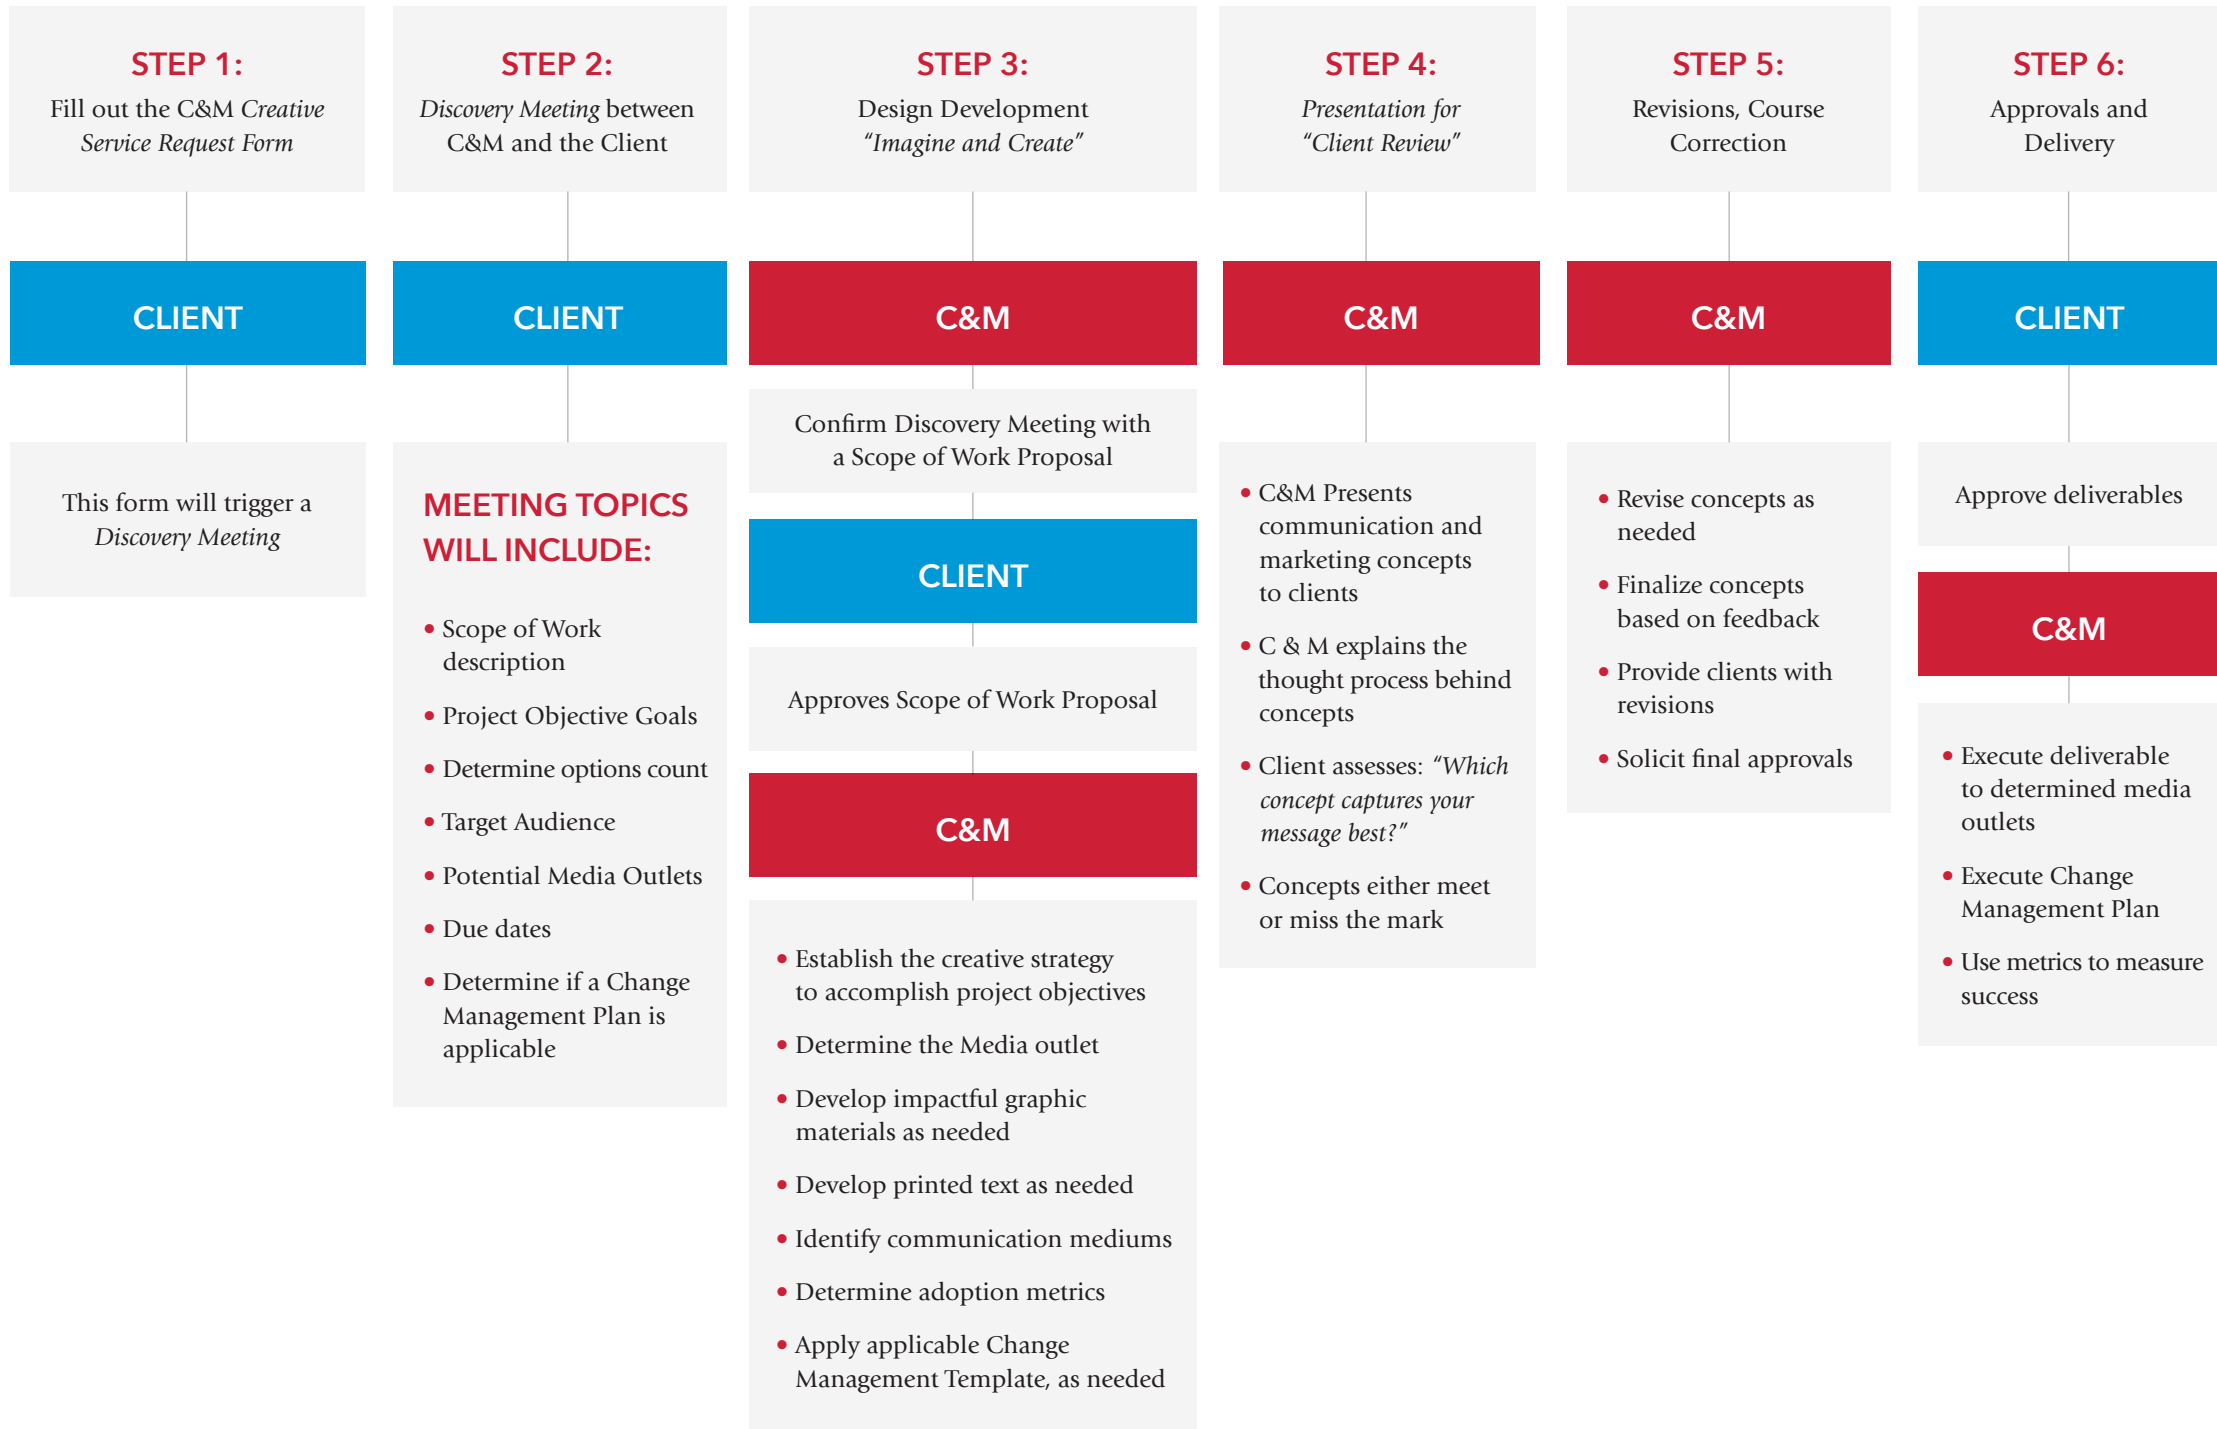 STEP 1:
Fill out the C&M Creative
Service Request Form
CLIENT
This form will trigger a
Discovery Meeting
STEP 2:
Discovery Meeting between
C&M and the Client
CLIENT
MEETING TOPICS
WILL INCLUDE:
• Scope of Work
description
• Project Objective Goals
• Determine options count
• Target Audience
• Potential Media Outlets
• Due dates
• Determine if a Change
Management Plan is
applicable
STEP 3:
Design Development
“Imagine and Create”
C&M
Confirm Discovery Meeting with
a Scope of Work Proposal
CLIENT
Approves Scope of Work Proposal
C&M
• Establish the creative strategy
to accomplish project objectives
• Determine the Media outlet
• Develop impactful graphic
materials as needed
• Develop printed text as needed
• Identify communication mediums
• Determine adoption metrics
• Apply applicable Change
Management Template, as needed
STEP 4:
Presentation for
“Client Review”
C&M
• C&M Presents
communication and
marketing concepts
to clients
• C & M explains the
thought process behind
concepts
• Client assesses: “Which
concept captures your
message best?”
• Concepts either meet
or miss the mark
STEP 5:
Revisions, Course
Correction
C&M
• Revise concepts as
needed
• Finalize concepts
based on feedback
• Provide clients with
revisions
• Solicit final approvals
STEP 6:
Approvals and
Delivery
CLIENT
Approve deliverables
C&M
• Execute deliverable
to determined media
outlets
• Execute Change
Management Plan
• Use metrics to measure
success